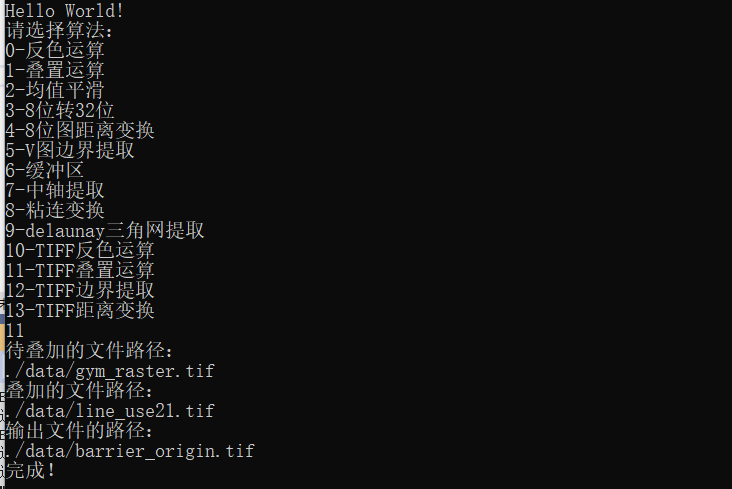 Hello World!
请选择算法：
0-反色运算
1-叠置运算
2-均值平滑
3-8位转32位
4-8位图距离变换
5-V图边界提取
6-缓冲区
7-中轴提取
8-粘连变换
9-delaunay三角网提取
10-TIFF反色运算
11-TIFF叠置运算
12-TIFF边界提取
13-TIFF距离变换
11
待叠加的文件路径：
./data/gym_raster.tif
叠加的文件路径：
./data/line_use21.tif
输出文件的路径：
./data/barrier_origin.tif
完成！